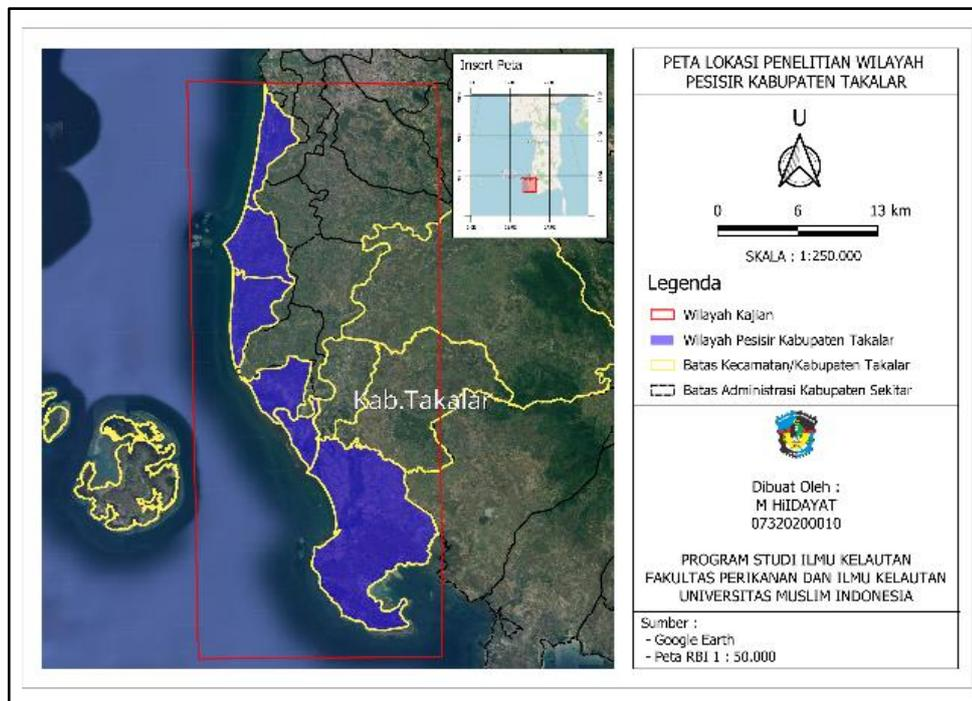 Insert Peta
Kab.Takalar
PETA LOKASI PENELITIAN WILAYAH
PESISIR KABUPATEN TAKALAR
U
0 6 13 km
SKALA : 1:250.000
Legenda
Wilayah Kajian
Wilayah Pesisir Kabupaten Takalar
Batas Kecamatan/Kabupaten Takalar
Batas Administrasi Kabupaten Sekitar
Dibuat Oleh :
M HiIDAYAT
07320200010
PROGRAM STUDI ILMU KELAUTAN
FAKULTAS PERIKANAN DAN ILMU KELAUTAN
UNIVERSITAS MUSLIM INDONESIA
Sumber :
- Google Earth
- Peta RBI 1 : 50.000